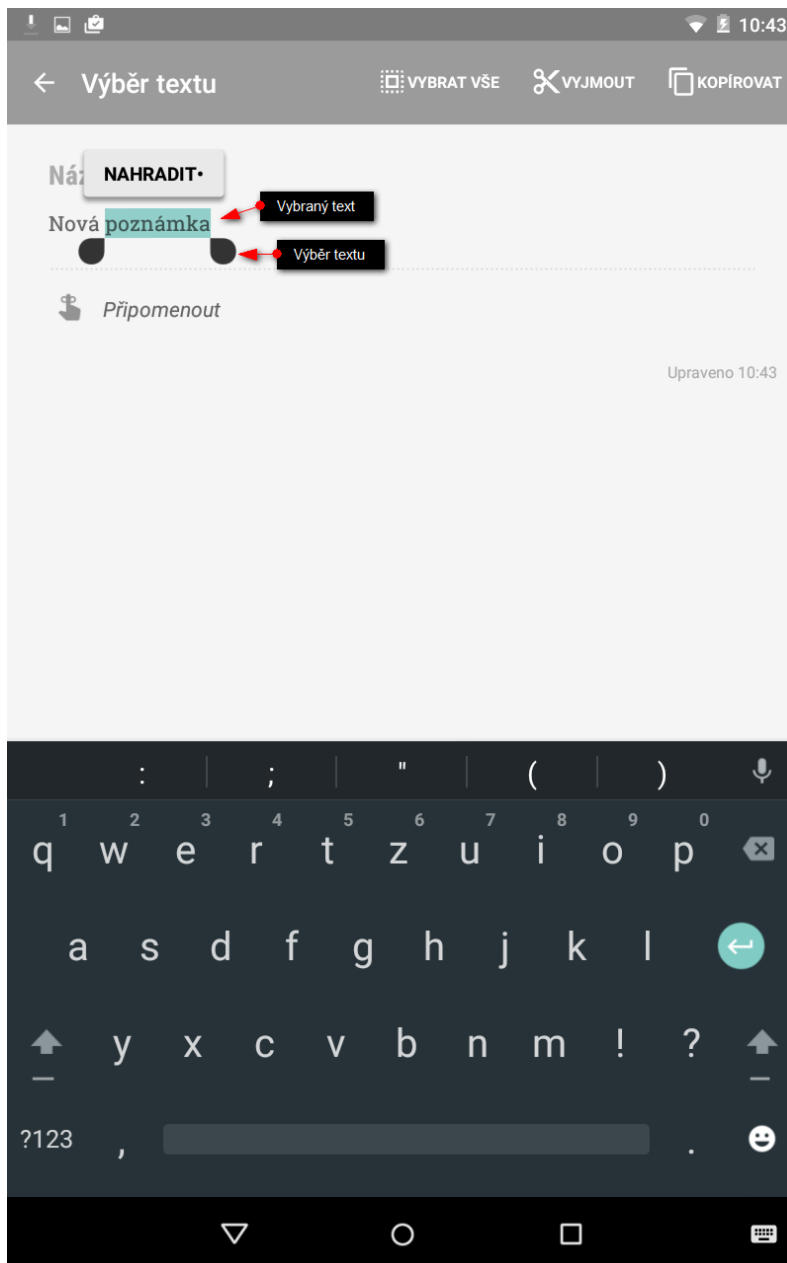 10:43
Výběr textu VYBRAT VŠE VYJMOUT KOPÍROVAT
Náz
NAHRADIT•
Nová poznámka
Vybraný text
Výběr textu
Připomenout
Upraveno 10:43
: ; " ( )
1 2 3 4 5 6 7 8 9 0
q w e r t z u i o p
a s d f g h j k l
y x c v b n m ! ?
?123 , .